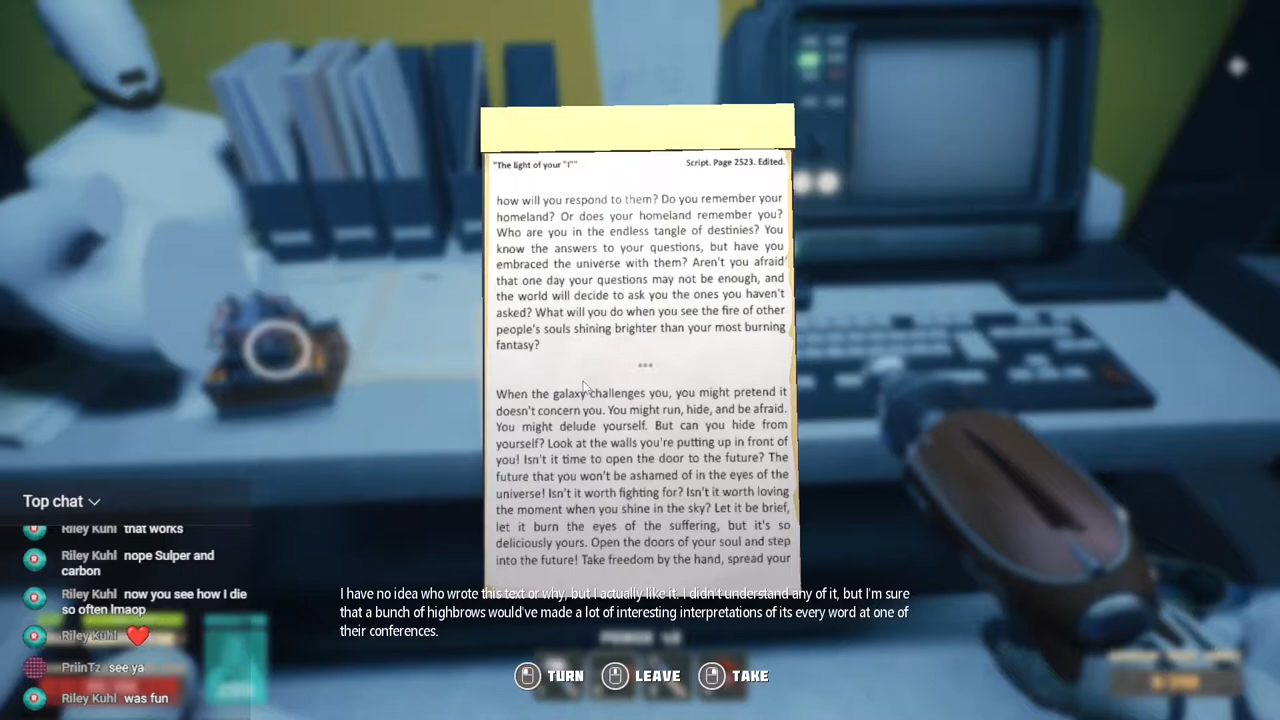 "The light of your "I""
Script. Page 2523. Edited.
how will you respond to them? Do you remember your
homeland? Or does your homeland remember you?
Who are you in the endless tangle of destinies? You
know the answers to your questions, but have you
embraced the universe with them? Aren't you afraid
that one day your questions may not be enough, and
the world will decide to ask you the ones you haven't
asked? What will you do when you see the fire of other
people's souls shining brighter than your most burning
fantasy?
***
When the galaxy challenges you, you might pretend it
doesn't concern you. You might run, hide, and be afraid.
You might delude yourself. But can you hide from
yourself? Look at the walls you're putting up in front of
you! Isn't it time to open the door to the future? The
future that you won't be ashamed of in the eyes of the
universe! Isn't it worth fighting for? Isn't it worth loving
the moment when you shine in the sky? Let it be brief,
let it burn the eyes of the suffering, but it's so
deliciously yours. Open the doors of your soul and step
into the future! Take freedom by the hand, spread your
I have no idea who wrote this text or why, but I actually like it. I didn't understand any of it, but I'm sure
that a bunch of highbrows would've made a lot of interesting interpretations of its every word at one of
their conferences.
TURN LEAVE TAKE
Top chat
Riley Kuhl that works
Riley Kuhl nope Sulper and
carbon
Riley Kuhl now you see how I die
so often lmaop
Riley Kuhl ❤️
PriinTz see ya
Riley Kuhl was fun